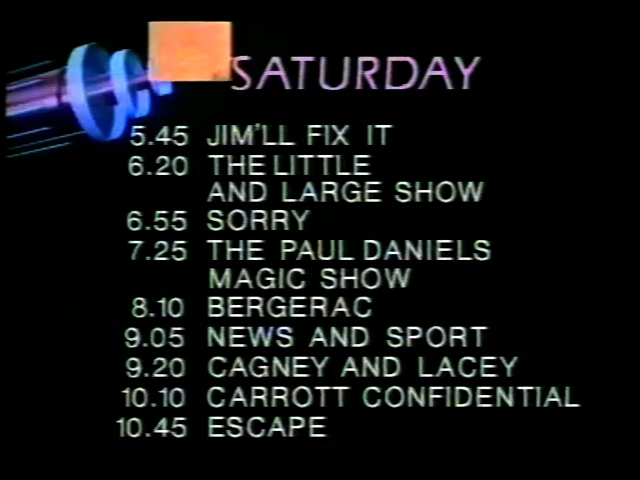 SATURDAY
5.45 JIM'LL FIX IT
6.20 THE LITTLE
AND LARGE SHOW
6.55 SORRY
7.25 THE PAUL DANIELS
MAGIC SHOW
8.10 BERGERAC
9.05 NEWS AND SPORT
9.20 CAGNEY AND LACEY
10.10 CARROTT CONFIDENTIAL
10.45 ESCAPE